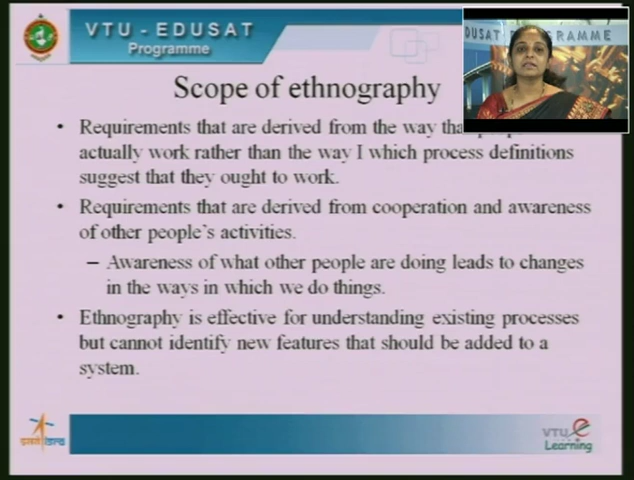 VTU - EDUSAT
Programme
DUSAT PROGRAMME
Scope of ethnography
• Requirements that are derived from the way tha
actually work rather than the way I which process definitions
suggest that they ought to work.
• Requirements that are derived from cooperation and awareness
of other people's activities.
– Awareness of what other people are doing leads to changes
in the ways in which we do things.
• Ethnography is effective for understanding existing processes
but cannot identify new features that should be added to a
system.
VTU e
Learning